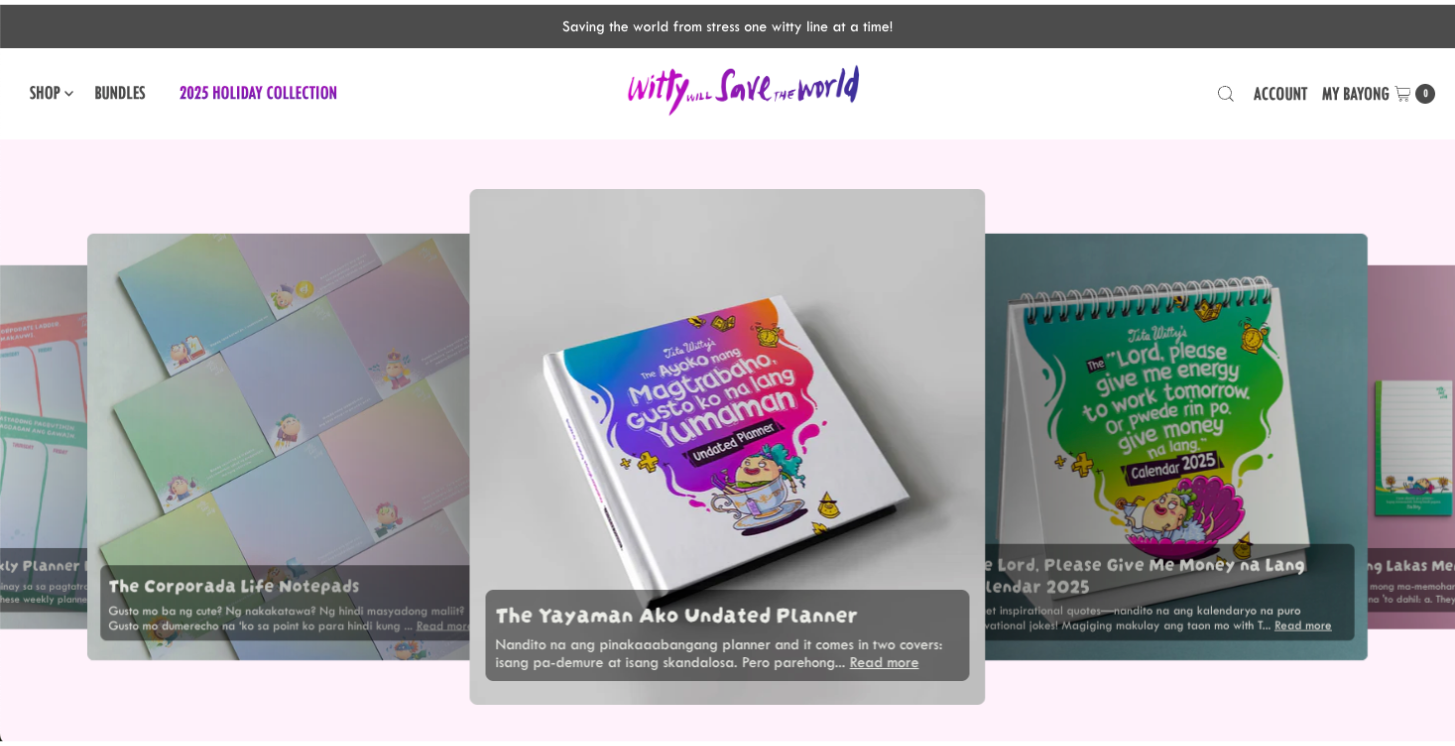 Saving the world from stress one witty line at a time!
SHOP
BUNDLES
2025 HOLIDAY COLLECTION
witty WILL Save THE world
ACCOUNT
MY BAYONG
0
The Corporada Life Notepads
Gusto mo ba ng cute? Ng nakakatawa? Ng hindi masyadong maliit?
Gusto mo dumerecho na 'ko sa point ko para hindi kung ... Read more
Tita Witty's
The Ayoko nang
Magtrabaho,
Gusto ko na lang
Yumaman
Undated Planner
The Yayaman Ako Undated Planner
Nandito na ang pinakaaabangang planner and it comes in two covers:
isang pa-demure at isang skandalosa. Pero parehong... Read more
Tita Witty's
The "Lord, please
give me energy
to work tomorrow.
Or pwede rin po,
give money
na lang."
Calendar 2025
Lord, Please Give Me Money na Lang
lendar 2025
et inspirational quotes—nandito na ang kalendaryo na puro
vational jokes! Magiging makulay ang taon mo with T... Read more
kly Planner
hese weekly planne
ng Lakas
mong ma-memohan